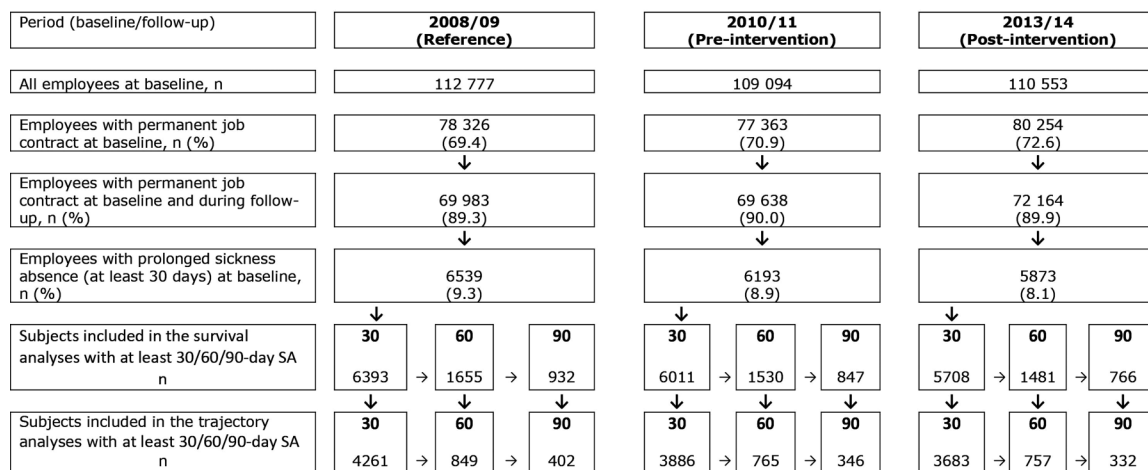 Period (baseline/follow-up)
2008/09
(Reference)
2010/11
(Pre-intervention)
2013/14
(Post-intervention)
All employees at baseline, n
112 777
109 094
110 553
Employees with permanent job
contract at baseline, n (%)
78 326
(69.4)
77 363
(70.9)
80 254
(72.6)
↓ ↓ ↓
Employees with permanent job
contract at baseline and during follow-
up, n (%)
69 983
(89.3)
69 638
(90.0)
72 164
(89.9)
↓ ↓ ↓
Employees with prolonged sickness
absence (at least 30 days) at baseline,
n (%)
6539
(9.3)
6193
(8.9)
5873
(8.1)
↓ ↓ ↓
Subjects included in the survival
analyses with at least 30/60/90-day SA
n
30 60 90
6393 → 1655 → 932
30 60 90
6011 → 1530 → 847
30 60 90
5708 → 1481 → 766
↓ ↓ ↓ ↓ ↓ ↓ ↓ ↓ ↓
Subjects included in the trajectory
analyses with at least 30/60/90-day SA
n
30 60 90
4261 → 849 → 402
30 60 90
3886 → 765 → 346
30 60 90
3683 → 757 → 332